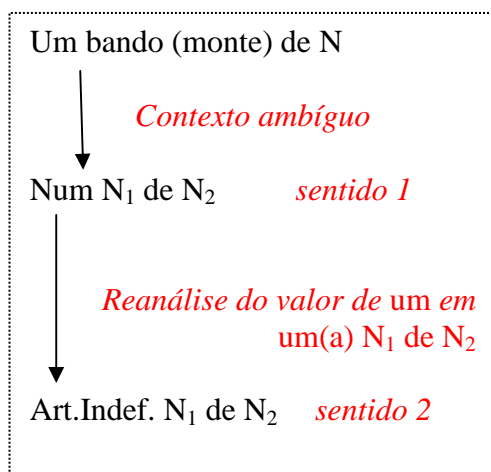 Um bando (monte) de N
Contexto ambíguo
Num N₁ de N₂ sentido 1
Reanálise do valor de um em
um(a) N₁ de N₂
Art.Indef. N₁ de N₂ sentido 2